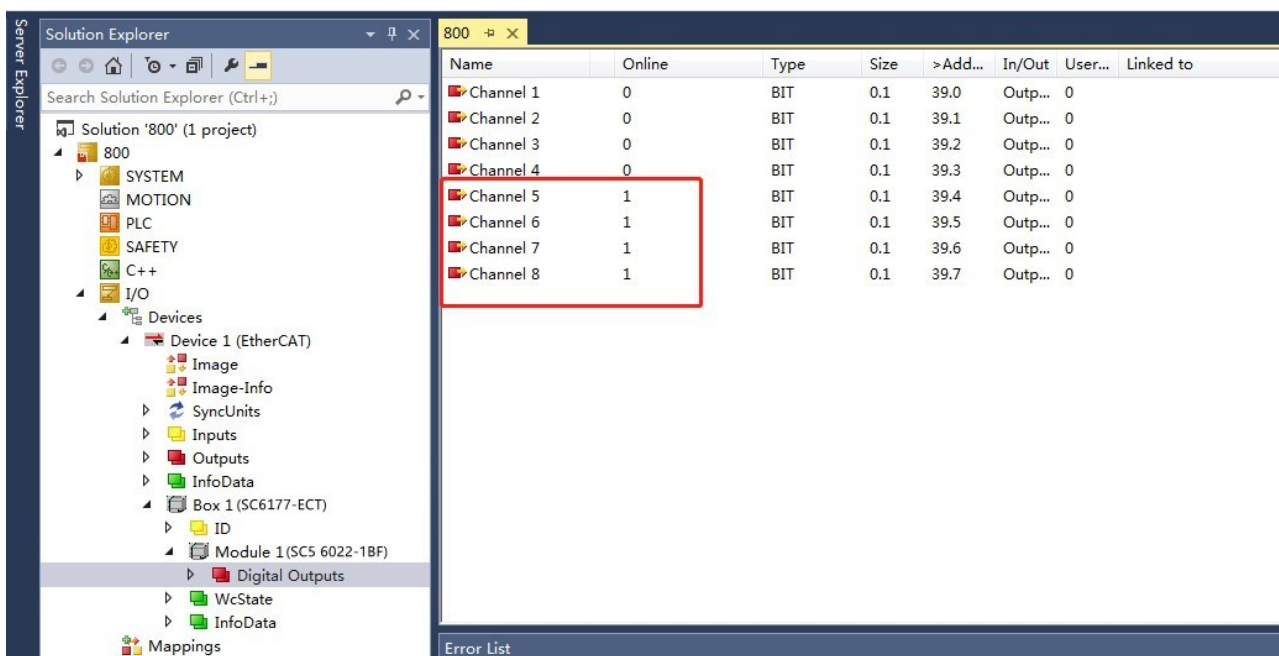 Server Explorer
Solution Explorer
Search Solution Explorer (Ctrl+;)
Solution '800' (1 project)
800
SYSTEM
MOTION
PLC
SAFETY
C++
I/O
Devices
Device 1 (EtherCAT)
Image
Image-Info
SyncUnits
Inputs
Outputs
InfoData
Box 1 (SC6177-ECT)
ID
Module 1(SC5 6022-1BF)
Digital Outputs
WcState
InfoData
Mappings
800
Name Online Type Size >Add... In/Out User... Linked to
Channel 1 0 BIT 0.1 39.0 Outp... 0
Channel 2 0 BIT 0.1 39.1 Outp... 0
Channel 3 0 BIT 0.1 39.2 Outp... 0
Channel 4 0 BIT 0.1 39.3 Outp... 0
Channel 5 1 BIT 0.1 39.4 Outp... 0
Channel 6 1 BIT 0.1 39.5 Outp... 0
Channel 7 1 BIT 0.1 39.6 Outp... 0
Channel 8 1 BIT 0.1 39.7 Outp... 0
Error List